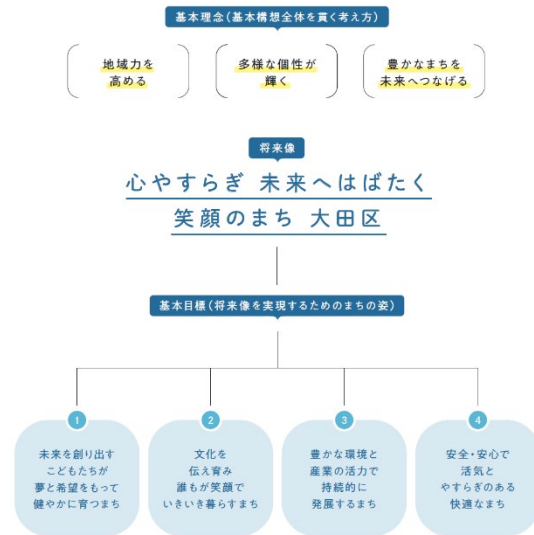 基本理念(基本構想全体を貫く考え方)
地域力を
高める
多様な個性が
輝く
豊かなまちを
未来へつなげる
将来像
心やすらぎ 未来へはばたく
笑顔のまち 大田区
基本目標(将来像を実現するためのまちの姿)
1
未来を創り出す
こどもたちが
夢と希望をもって
健やかに育つまち
2
文化を
伝え育み
誰もが笑顔で
いきいき暮らすまち
3
豊かな環境と
産業の活力で
持続的に
発展するまち
4
安全・安心で
活気と
やすらぎのある
快適なまち